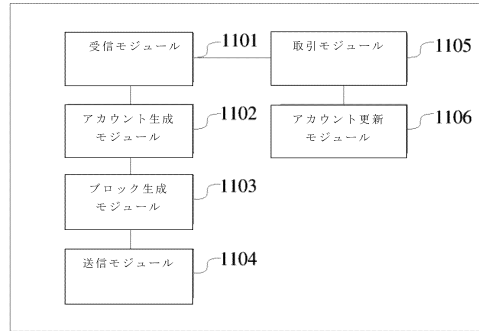 受信モジュール
1101
取引モジュール
1105
アカウント生成
モジュール
1102
アカウント更新
モジュール
1106
ブロック生成
モジュール
1103
送信モジュール
1104